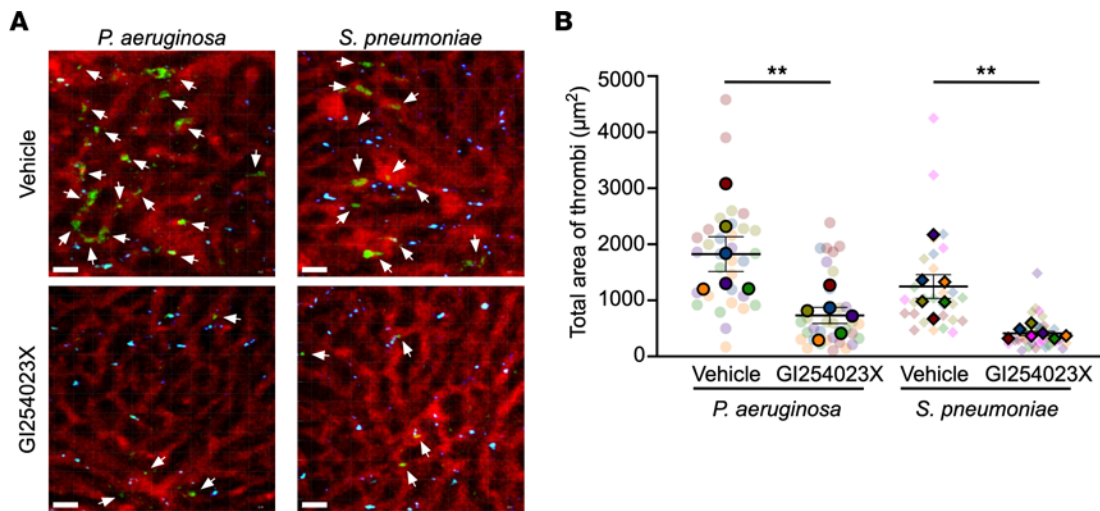 A
P. aeruginosa
S. pneumoniae
Vehicle
GI254023X
B
Total area of thrombi (µm²)
5000
4000
3000
2000
1000
0
**
**
Vehicle GI254023X Vehicle GI254023X
P. aeruginosa S. pneumoniae